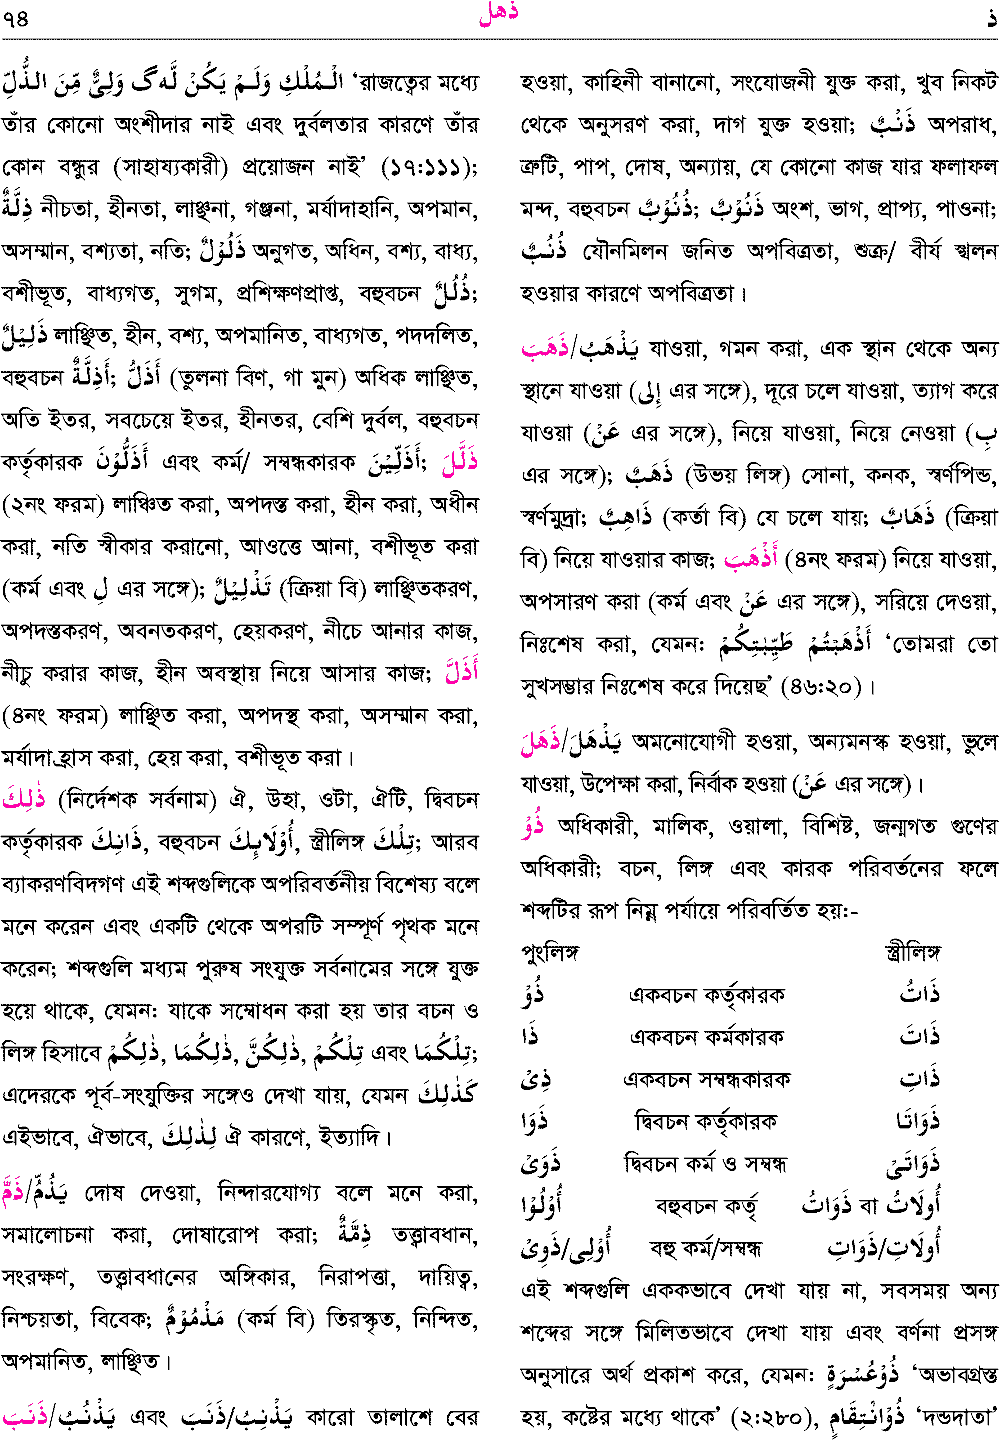 ৭৪ ذهل ذ
الْمُلْكِ وَلَمْ يَكُنْ لَّهٗ وَلِيٌّ مِّنَ الذُّلِّ ‘রাজত্বের মধ্যে
তাঁর কোনো অংশীদার নাই এবং দুর্বলতার কারণে তাঁর
কোন বন্ধুর (সাহায্যকারী) প্রয়োজন নাই’ (১৭:১১১);
ذِلَّةٌ নীচতা, হীনতা, লাঞ্ছনা, গঞ্জনা, মর্যাদাহানি, অপমান,
অসম্মান, বশ্যতা, নতি; ذَلُوْلٌ অনুগত, অধিন, বশ্য, বাধ্য,
বশীভূত, বাধ্যগত, সুগম, প্রশিক্ষণপ্রাপ্ত, বহুবচন ذُلُلٌ;
ذَلِيْلٌ লাঞ্ছিত, হীন, বশ্য, অপমানিত, বাধ্যগত, পদদলিত,
বহুবচন أَذِلَّةٌ; أَذَلُّ (তুলনা বিণ, গা মুন) অধিক লাঞ্ছিত,
অতি ইতর, সবচেয়ে ইতর, হীনতর, বেশি দুর্বল, বহুবচন
কর্তৃকারক أَذَلُّوْنَ এবং কর্ম/ সম্বন্ধকারক أَذَلِّيْنَ; ذَلَّلَ
(২নং ফরম) লাঞ্চিত করা, অপদস্ত করা, হীন করা, অধীন
করা, নতি স্বীকার করানো, আওত্তে আনা, বশীভূত করা
(কর্ম এবং لِ এর সঙ্গে); تَذْلِيْلٌ (ক্রিয়া বি) লাঞ্ছিতকরণ,
অপদস্তকরণ, অবনতকরণ, হেয়করণ, নীচে আনার কাজ,
নীচু করার কাজ, হীন অবস্থায় নিয়ে আসার কাজ; أَذَلَّ
(৪নং ফরম) লাঞ্ছিত করা, অপদস্থ করা, অসম্মান করা,
মর্যাদা হ্রাস করা, হেয় করা, বশীভূত করা।
ذٰلِكَ (নির্দেশক সর্বনাম) ঐ, উহা, ওটা, ঐটি, দ্বিবচন
কর্তৃকারক ذَانِكَ, বহুবচন أُوْلَايِكَ, স্ত্রীলিঙ্গ تِلْكَ; আরব
ব্যাকরণবিদগণ এই শব্দগুলিকে অপরিবর্তনীয় বিশেষ্য বলে
মনে করেন এবং একটি থেকে অপরটি সম্পূর্ণ পৃথক মনে
করেন; শব্দগুলি মধ্যম পুরুষ সংযুক্ত সর্বনামের সঙ্গে যুক্ত
হয়ে থাকে, যেমন: যাকে সম্বোধন করা হয় তার বচন ও
লিঙ্গ হিসাবে ذٰلِكُمْ, ذٰلِكُمَا, ذٰلِكُنَّ, تِلْكُمْ এবং تِلْكُمَا;
এদেরকে পূর্ব-সংযুক্তির সঙ্গেও দেখা যায়, যেমন كَذٰلِكَ
এইভাবে, ঐভাবে, لِذٰلِكَ ঐ কারণে, ইত্যাদি।
ذَمَّ/يَذُمُّ দোষ দেওয়া, নিন্দারযোগ্য বলে মনে করা,
সমালোচনা করা, দোষারোপ করা; ذِمَّةٌ তত্ত্বাবধান,
সংরক্ষণ, তত্ত্বাবধানের অঙ্গিকার, নিরাপত্তা, দায়িত্ব,
নিশ্চয়তা, বিবেক; مَذْمُوْمٌ (কর্ম বি) তিরস্কৃত, নিন্দিত,
অপমানিত, লাঞ্ছিত।
ذَنَبَ/يَذْنُبُ এবং ذَنَبَ/يَذْنِبُ কারো তালাশে বের
হওয়া, কাহিনী বানানো, সংযোজনী যুক্ত করা, খুব নিকট
থেকে অনুসরণ করা, দাগ যুক্ত হওয়া; ذَنْبٌ অপরাধ,
ত্রুটি, পাপ, দোষ, অন্যায়, যে কোনো কাজ যার ফলাফল
মন্দ, বহুবচন ذُنُوْبٌ; ذَنُوْبٌ অংশ, ভাগ, প্রাপ্য, পাওনা;
ذُنُبٌ যৌনমিলন জনিত অপবিত্রতা, শুক্র/ বীর্য স্খলন
হওয়ার কারণে অপবিত্রতা।
ذَهَبَ/يَذْهَبُ যাওয়া, গমন করা, এক স্থান থেকে অন্য
স্থানে যাওয়া (إِلى এর সঙ্গে), দূরে চলে যাওয়া, ত্যাগ করে
যাওয়া (عَنْ এর সঙ্গে), নিয়ে যাওয়া, নিয়ে নেওয়া (بِ
এর সঙ্গে); ذَهَبٌ (উভয় লিঙ্গ) সোনা, কনক, স্বর্ণপিন্ড,
স্বর্ণমুদ্রা; ذَاهِبٌ (কর্তা বি) যে চলে যায়; ذَهَابٌ (ক্রিয়া
বি) নিয়ে যাওয়ার কাজ; أَذْهَبَ (৪নং ফরম) নিয়ে যাওয়া,
অপসারণ করা (কর্ম এবং عَنْ এর সঙ্গে), সরিয়ে দেওয়া,
নিঃশেষ করা, যেমন: أَذْهَبْتُمْ طَيِّبٰتِكُمْ ‘তোমরা তো
সুখসম্ভার নিঃশেষ করে দিয়েছ’ (৪৬:২০)।
ذَهَلَ/يَذْهَلَ অমনোযোগী হওয়া, অন্যমনস্ক হওয়া, ভুলে
যাওয়া, উপেক্ষা করা, নির্বাক হওয়া (عَنْ এর সঙ্গে)।
ذُوْ অধিকারী, মালিক, ওয়ালা, বিশিষ্ট, জন্মগত গুণের
অধিকারী; বচন, লিঙ্গ এবং কারক পরিবর্তনের ফলে
শব্দটির রূপ নিম্ন পর্যায়ে পরিবর্তিত হয়:-
পুংলিঙ্গ স্ত্রীলিঙ্গ
ذُوْ একবচন কর্তৃকারক ذَاتُ
ذَا একবচন কর্মকারক ذَاتَ
ذِىْ একবচন সম্বন্ধকারক ذَاتِ
ذَوَا দ্বিবচন কর্তৃকারক ذَوَاتَا
ذَوَىْ দ্বিবচন কর্ম ও সম্বন্ধ ذَوَاتَىْ
أُوْلُوْا বহুবচন কর্তৃ ذَوَاتُ বা أُولَاتُ
أُوْلِى/ذَوِىْ বহু কর্ম/সম্বন্ধ أُولَاتِ/ذَوَاتِ
এই শব্দগুলি এককভাবে দেখা যায় না, সবসময় অন্য
শব্দের সঙ্গে মিলিতভাবে দেখা যায় এবং বর্ণনা প্রসঙ্গ
অনুসারে অর্থ প্রকাশ করে, যেমন: ذُوْعُسْرَةٍ ‘অভাবগ্রস্ত
হয়, কষ্টের মধ্যে থাকে’ (২:২৮০), ذُوْانْتِقَامٍ ‘দন্ডদাতা’